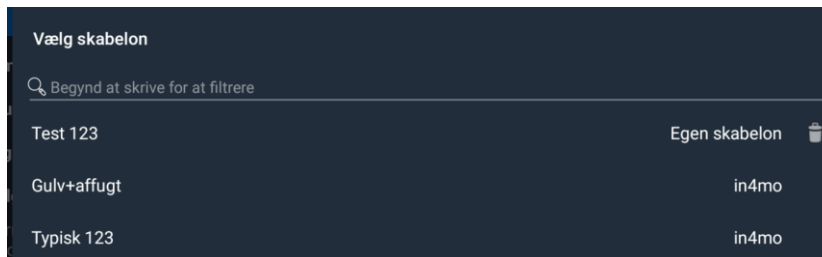 Vælg skabelon
Begynd at skrive for at filtrere
Test 123 Egen skabelon
Gulv+affugt in4mo
Typisk 123 in4mo